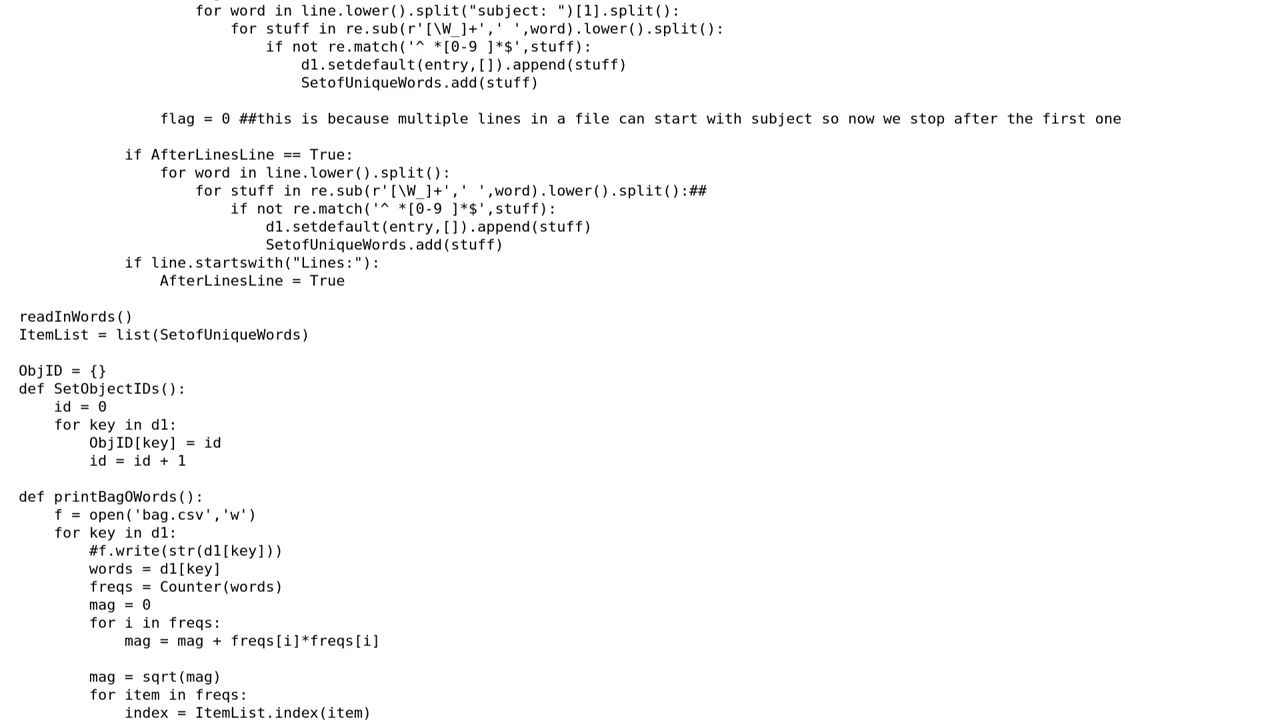 for word in line.lower().split("subject: ")[1].split():
for stuff in re.sub(r'[\W_]+',' ',word).lower().split():
if not re.match('^ *[0-9 ]*$',stuff):
d1.setdefault(entry,[]).append(stuff)
SetofUniqueWords.add(stuff)
flag = 0 ##this is because multiple lines in a file can start with subject so now we stop after the first one
if AfterLinesLine == True:
for word in line.lower().split():
for stuff in re.sub(r'[\W_]+',' ',word).lower().split():##
if not re.match('^ *[0-9 ]*$',stuff):
d1.setdefault(entry,[]).append(stuff)
SetofUniqueWords.add(stuff)
if line.startswith("Lines:"):
AfterLinesLine = True
readInWords()
ItemList = list(SetofUniqueWords)
ObjID = {}
def SetObjectIDs():
id = 0
for key in d1:
ObjID[key] = id
id = id + 1
def printBagOWords():
f = open('bag.csv','w')
for key in d1:
#f.write(str(d1[key]))
words = d1[key]
freqs = Counter(words)
mag = 0
for i in freqs:
mag = mag + freqs[i]*freqs[i]
mag = sqrt(mag)
for item in freqs:
index = ItemList.index(item)